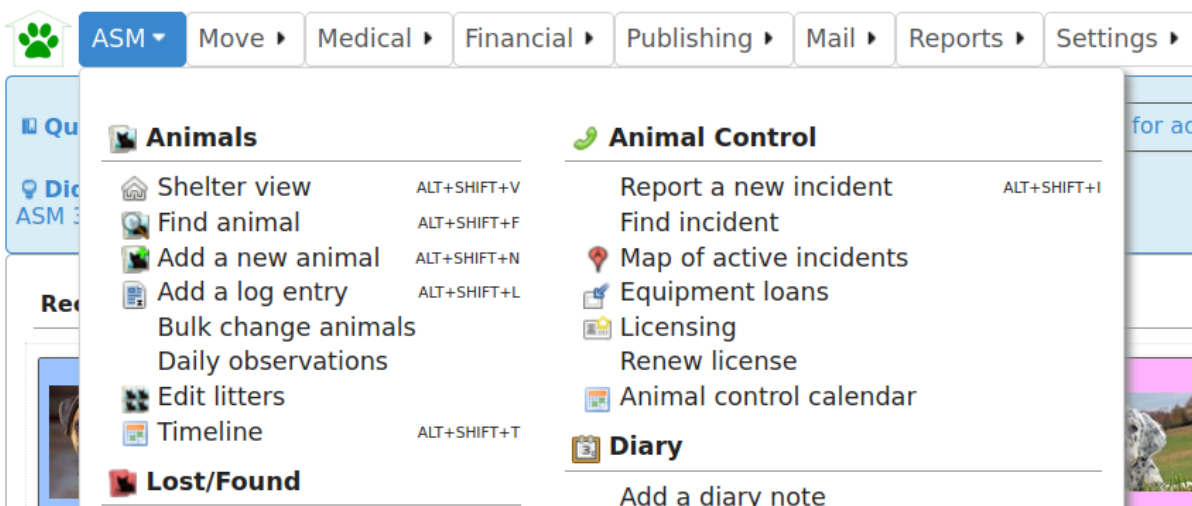 ASM Move Medical Financial Publishing Mail Reports Settings
Animals
Shelter view ALT+SHIFT+V
Find animal ALT+SHIFT+F
Add a new animal ALT+SHIFT+N
Add a log entry ALT+SHIFT+L
Bulk change animals
Daily observations
Edit litters
Timeline ALT+SHIFT+T
Lost/Found
Animal Control
Report a new incident ALT+SHIFT+I
Find incident
Map of active incidents
Equipment loans
Licensing
Renew license
Animal control calendar
Diary
Add a diary note
for
ASM